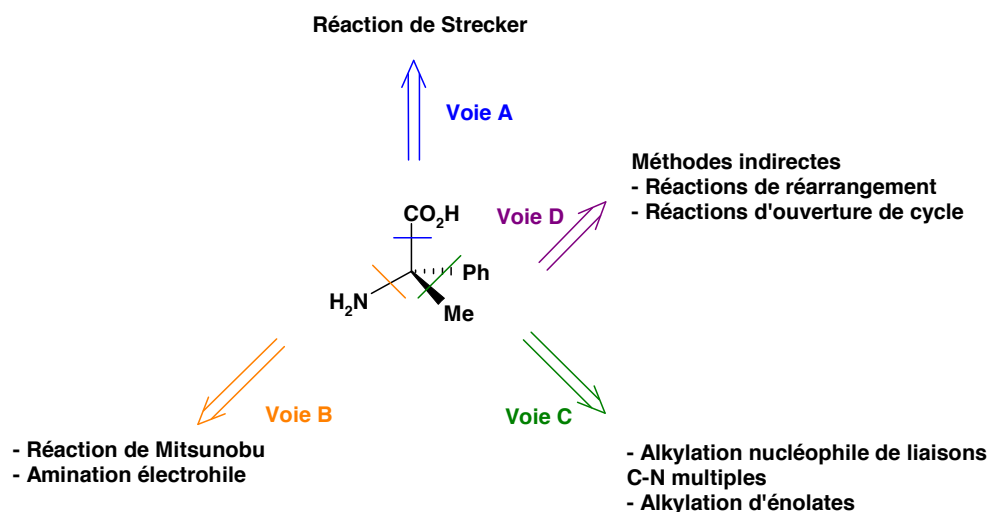 Réaction de Strecker
Voie A
Méthodes indirectes
- Réactions de réarrangement
- Réactions d'ouverture de cycle
Voie D
CO2H
Ph
H2N
Me
Voie B
Voie C
- Réaction de Mitsunobu
- Amination électrohile
- Alkylation nucléophile de liaisons
C-N multiples
- Alkylation d'énolates